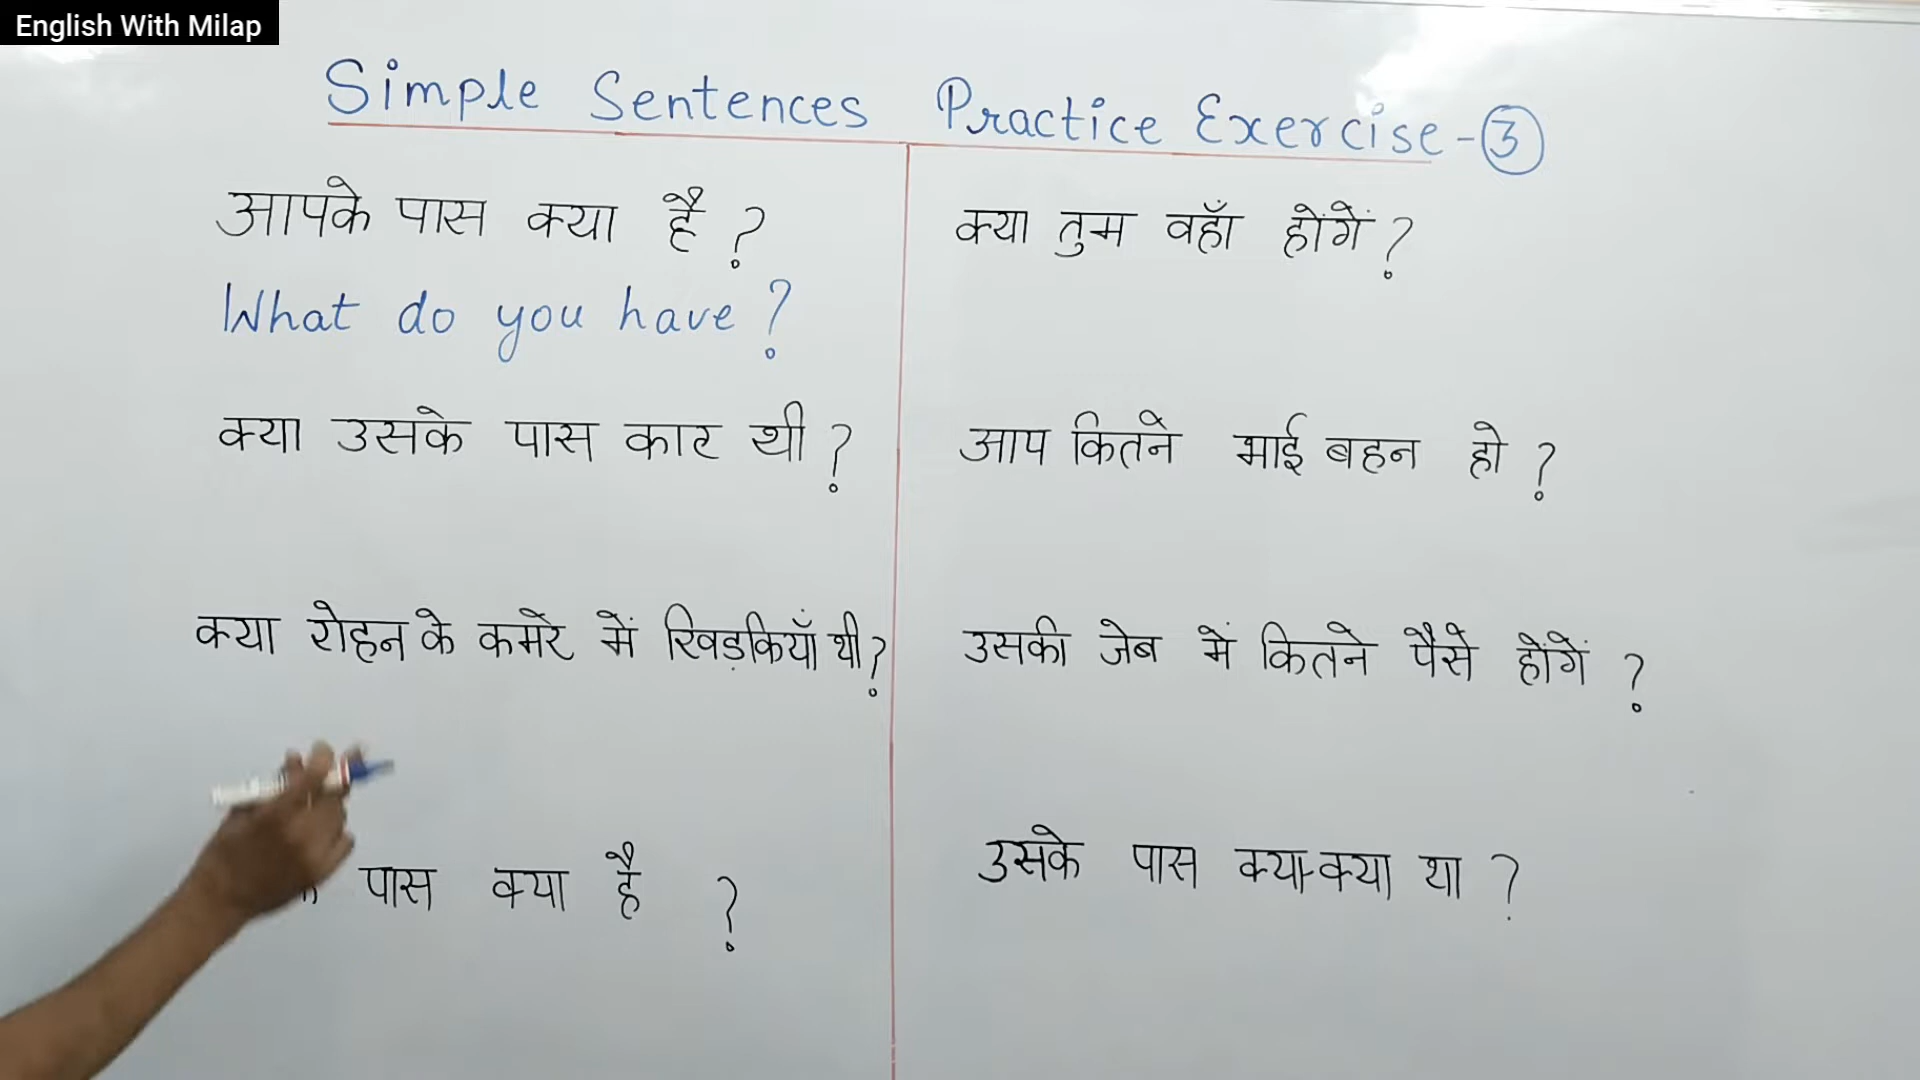 English With Milap
Simple Sentences Practice Exercise - 3
आपके पास क्या है ?
What do you have ?
क्या उसके पास कार थी ?
क्या रोहन के कमरे में खिड़कियाँ थी ?
पास क्या है ?
क्या तुम वहाँ होंगें ?
आप कितने भाई बहन हो ?
उसकी जेब में कितने पैसे होंगें ?
उसके पास क्या-क्या था ?